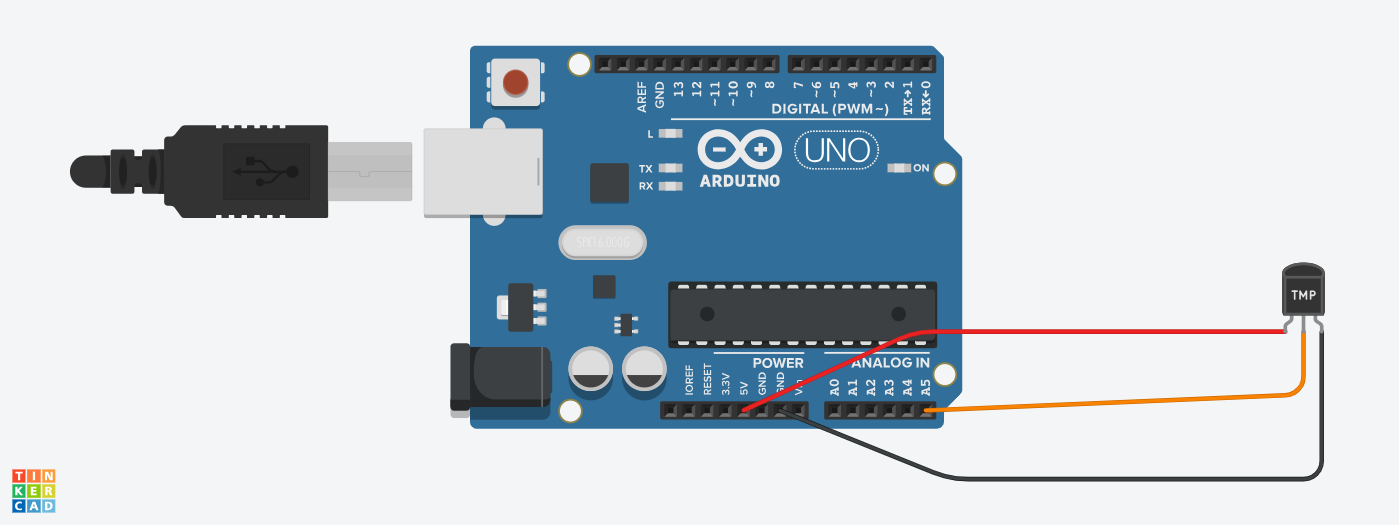 AREF
GND
13
12
~11
~10
~9
8
7
~6
~5
4
~3
2
TX→1
RX←0
DIGITAL (PWM~)
L
TX
RX
ARDUINO
UNO
ON
SPK16.000G
TMP
POWER
ANALOG IN
IOREF
RESET
3.3V
5V
GND
GND
A0
A1
A2
A3
A4
A5
TIN
KER
CAD